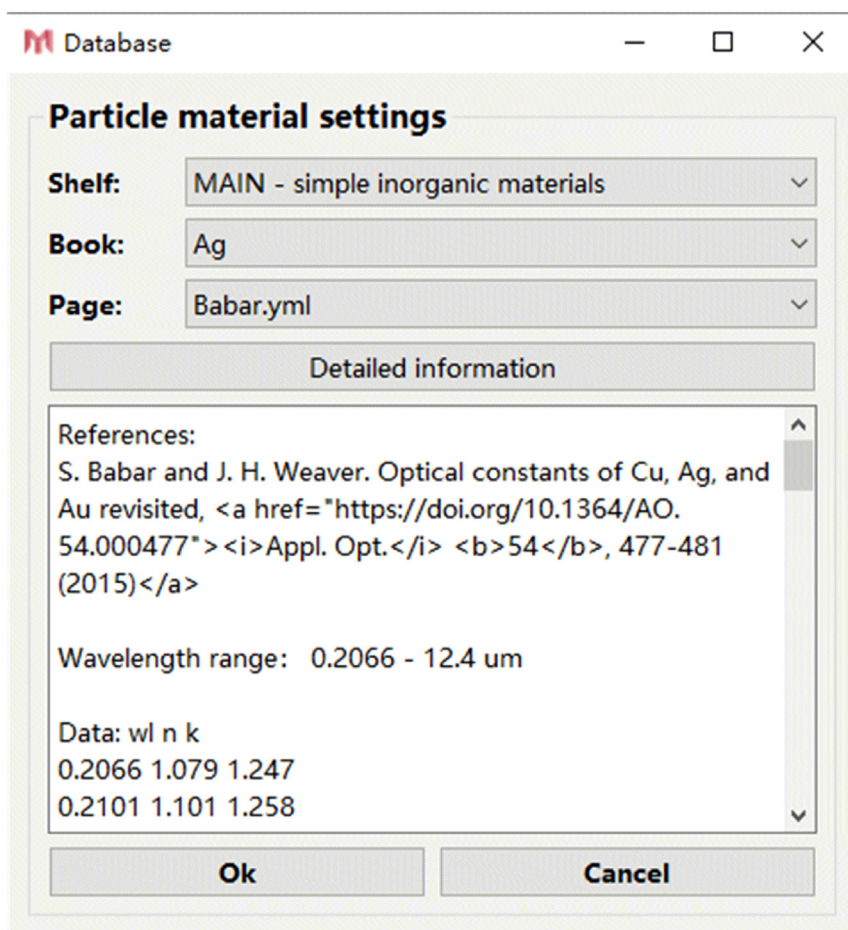 Database
Particle material settings
Shelf: MAIN - simple inorganic materials
Book: Ag
Page: Babar.yml
Detailed information
References:
S. Babar and J. H. Weaver. Optical constants of Cu, Ag, and
Au revisited, <a href="https://doi.org/10.1364/AO.
54.000477"><i>Appl. Opt.</i> <b>54</b>, 477-481
(2015)</a>
Wavelength range: 0.2066 - 12.4 um
Data: wl n k
0.2066 1.079 1.247
0.2101 1.101 1.258
Ok Cancel